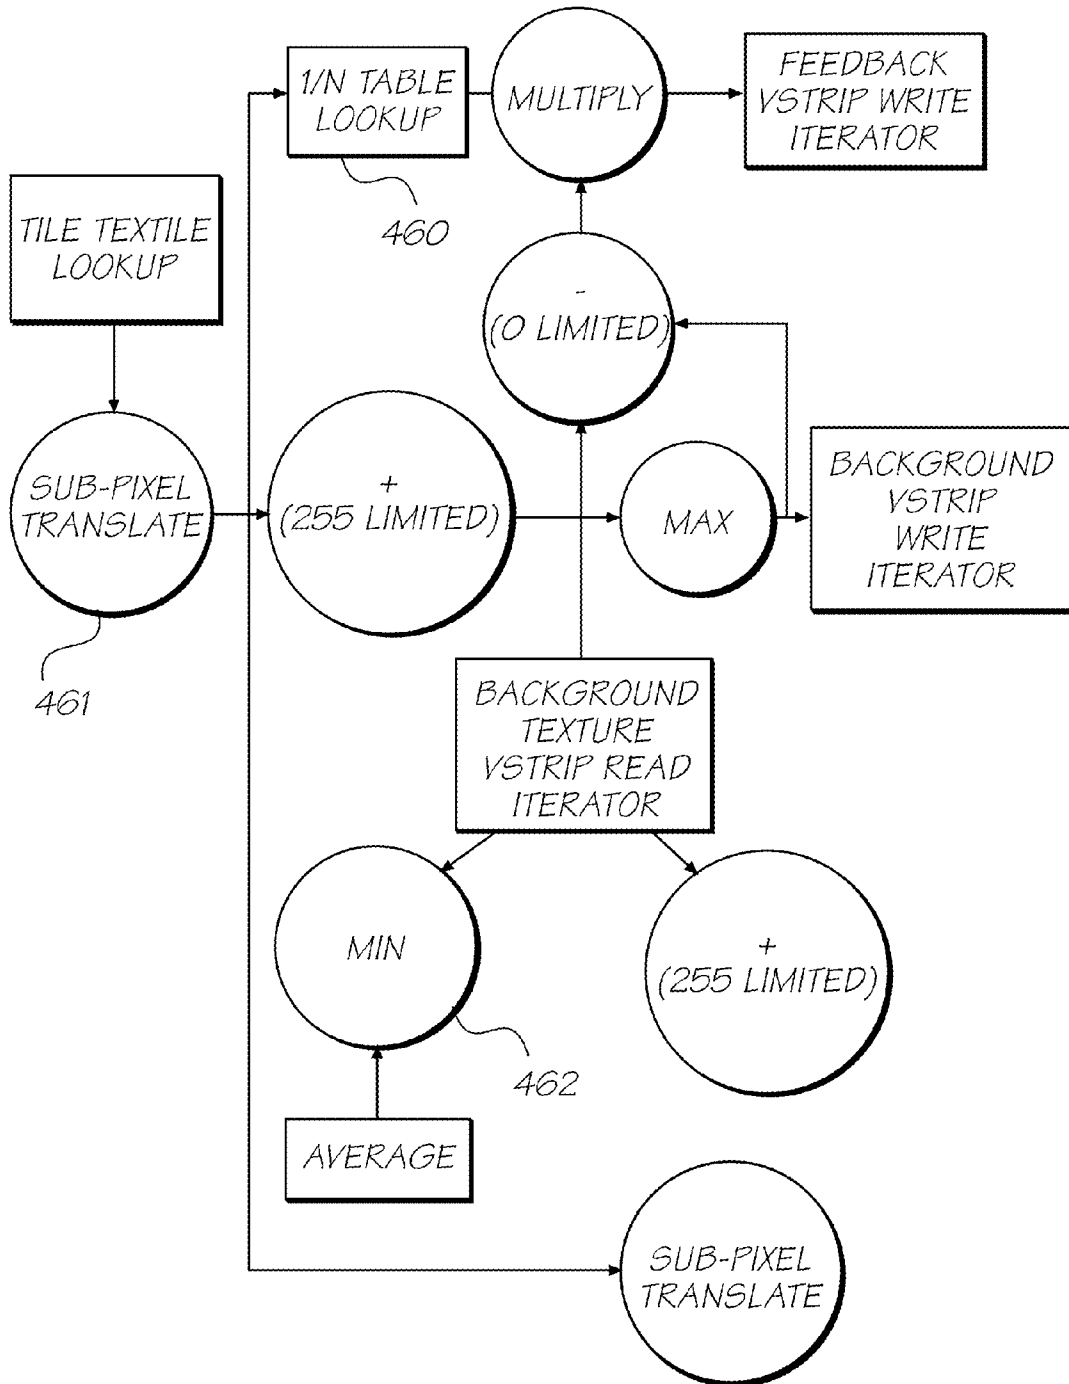 1/N TABLE
LOOKUP
MULTIPLY
FEEDBACK
VSTRIP WRITE
ITERATOR
460
TILE TEXTILE
LOOKUP
-
(0 LIMITED)
SUB-PIXEL
TRANSLATE
461
+
(255 LIMITED)
MAX
BACKGROUND
VSTRIP
WRITE
ITERATOR
BACKGROUND
TEXTURE
VSTRIP READ
ITERATOR
MIN
462
+
(255 LIMITED)
AVERAGE
SUB-PIXEL
TRANSLATE